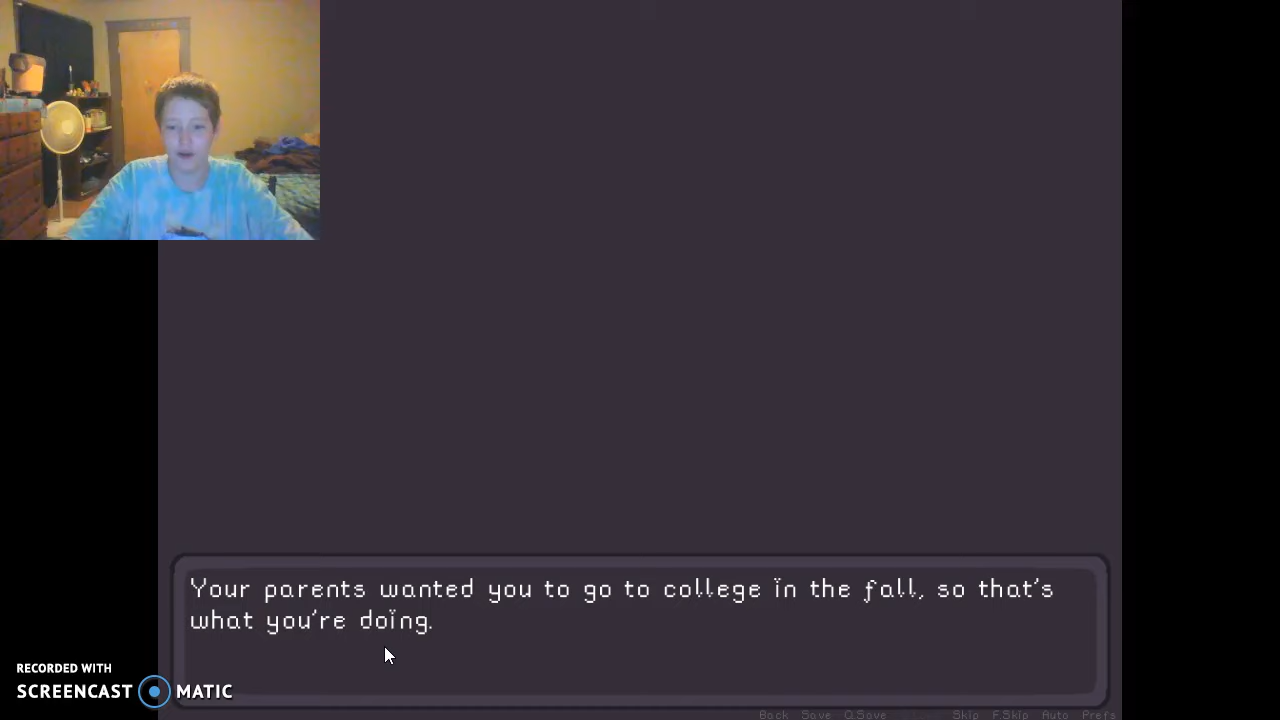 Your parents wanted you to go to college in the fall, so that's
what you're doing.
RECORDED WITH
SCREENCAST MATIC
Back Save Q.Save Skip F.Skip Auto Prefs